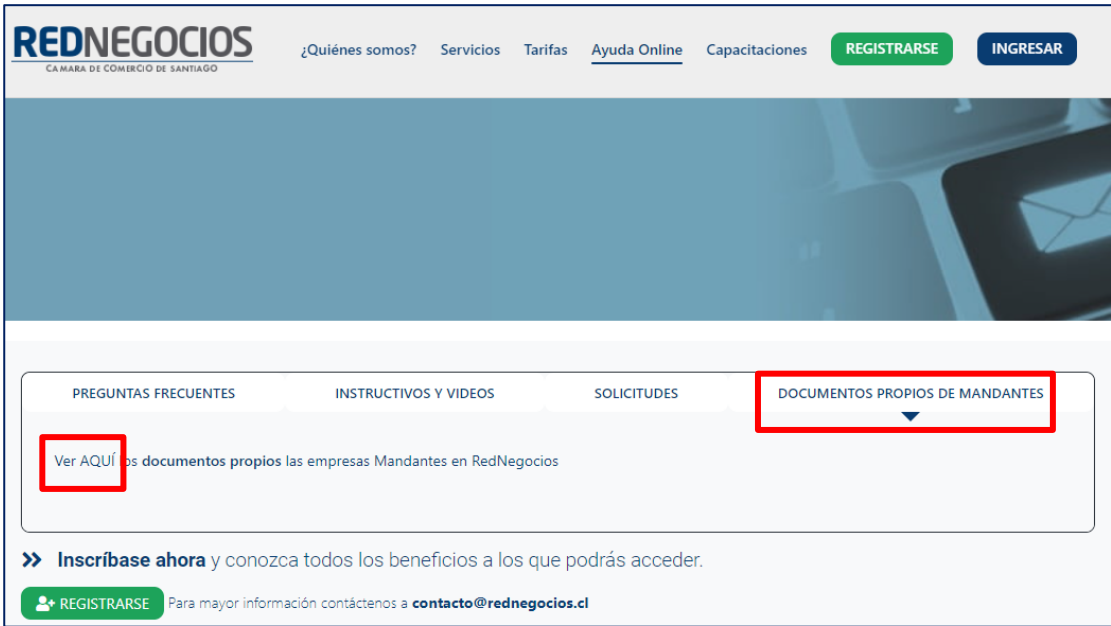 REDNEGOCIOS
CAMARA DE COMERCIO DE SANTIAGO
¿Quiénes somos? Servicios Tarifas Ayuda Online Capacitaciones REGISTRARSE INGRESAR
PREGUNTAS FRECUENTES INSTRUCTIVOS Y VIDEOS SOLICITUDES DOCUMENTOS PROPIOS DE MANDANTES
Ver AQUÍ los documentos propios las empresas Mandantes en RedNegocios
Inscríbase ahora y conozca todos los beneficios a los que podrás acceder.
REGISTRARSE Para mayor información contáctenos a contacto@rednegocios.cl